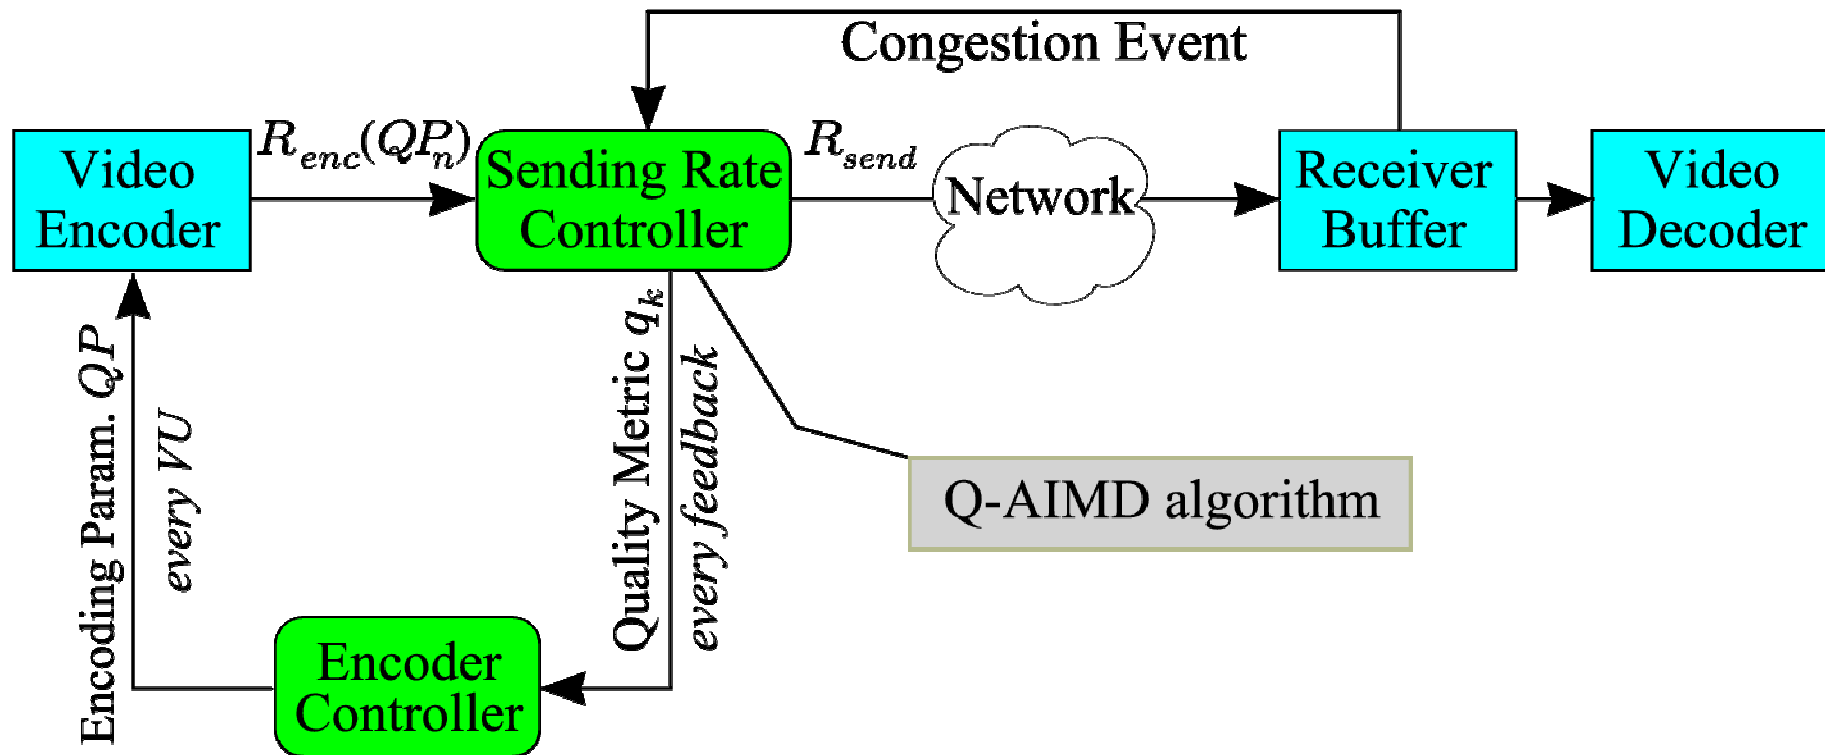 Congestion Event
Video
Encoder
R_enc(QP_n)
Sending Rate
Controller
R_send
Network
Receiver
Buffer
Video
Decoder
Encoding Param. QP
every VU
Quality Metric q_k
every feedback
Q-AIMD algorithm
Encoder
Controller